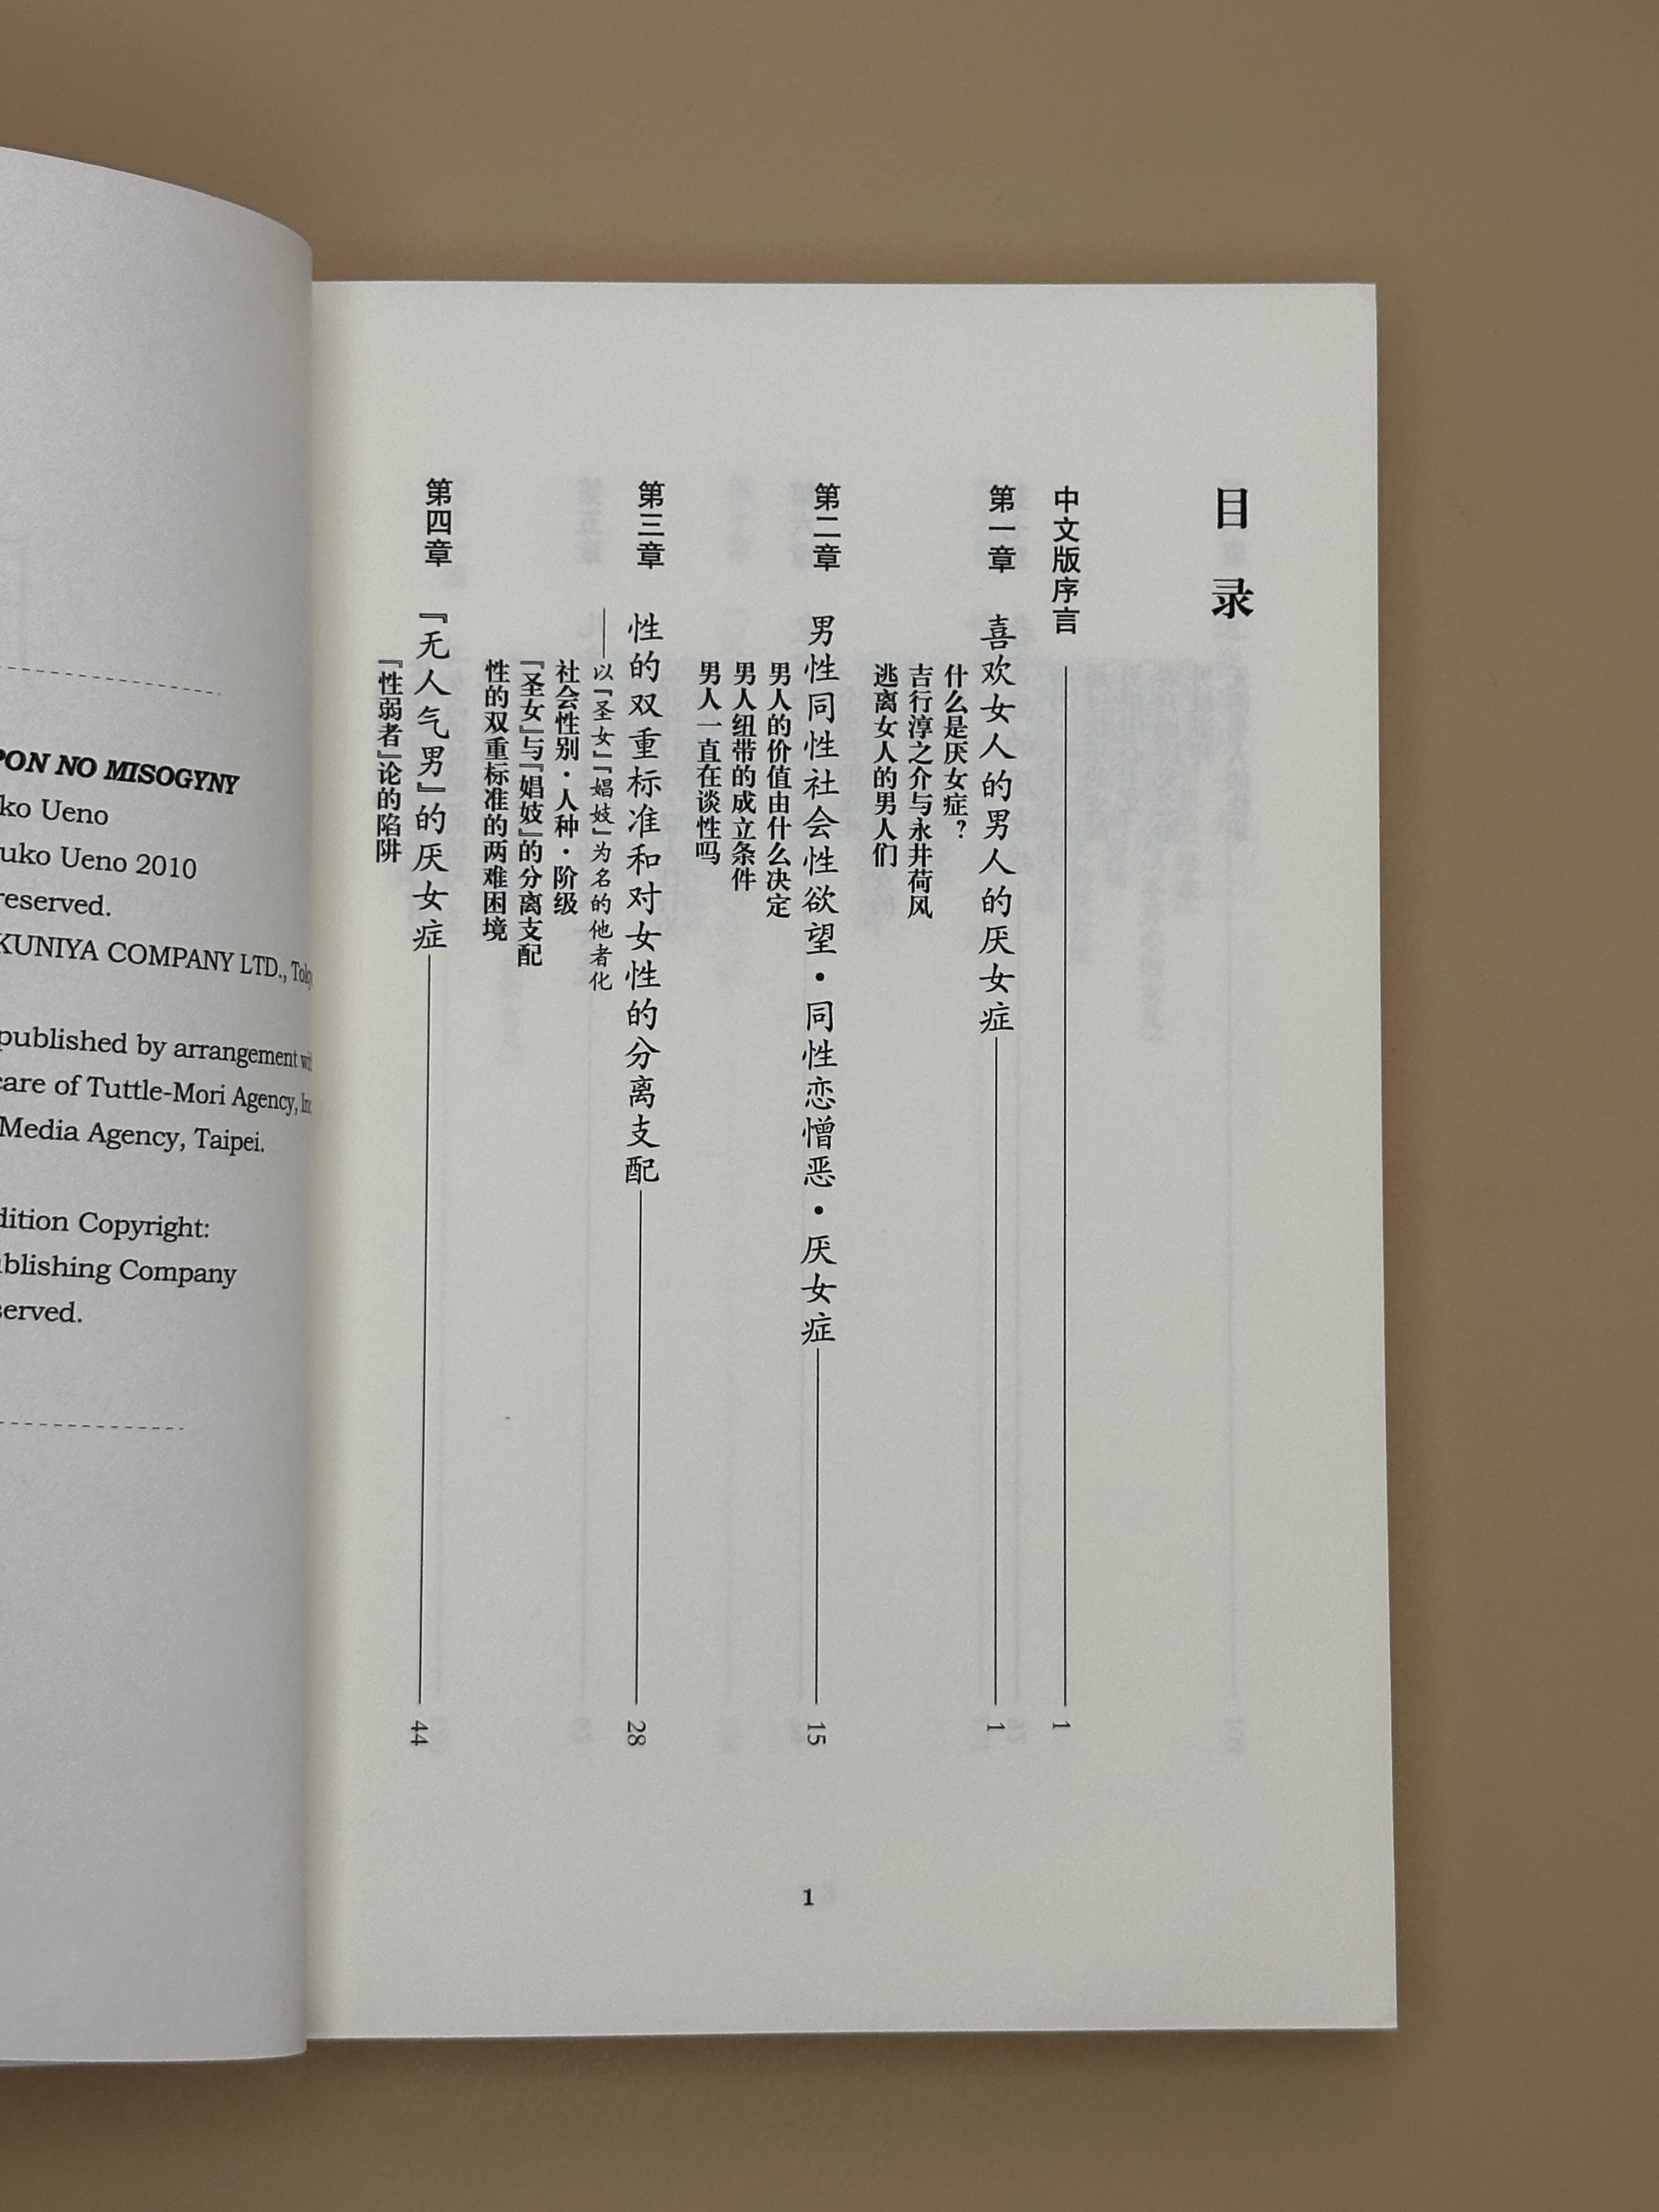 PON NO MISOGYNY
ko Ueno
uko Ueno 2010
reserved.
KUNIYA COMPANY LTD.,
published by arrangement
care of Tuttle-Mori Agency,
Media Agency, Taipei.
dition Copyright:
blishing Company
served.
目录
中文版序言 1
第一章 喜欢女人的男人的厌女症 1
什么是厌女症?
吉行淳之介与永井荷风
逃离女人的男人们
第二章 男性同性社会性欲望·同性恋憎恶·厌女症 15
男人的价值由什么决定
男人纽带的成立条件
男人一直在谈性吗
第三章 性的双重标准和对女性的分离支配 28
——以『圣女』『娼妓』为名的他者化
社会性别·人种·阶级
『圣女』与『娼妓』的分离支配
性的双重标准的两难困境
第四章 『无人气男』的厌女症 44
『性弱者』论的陷阱
1